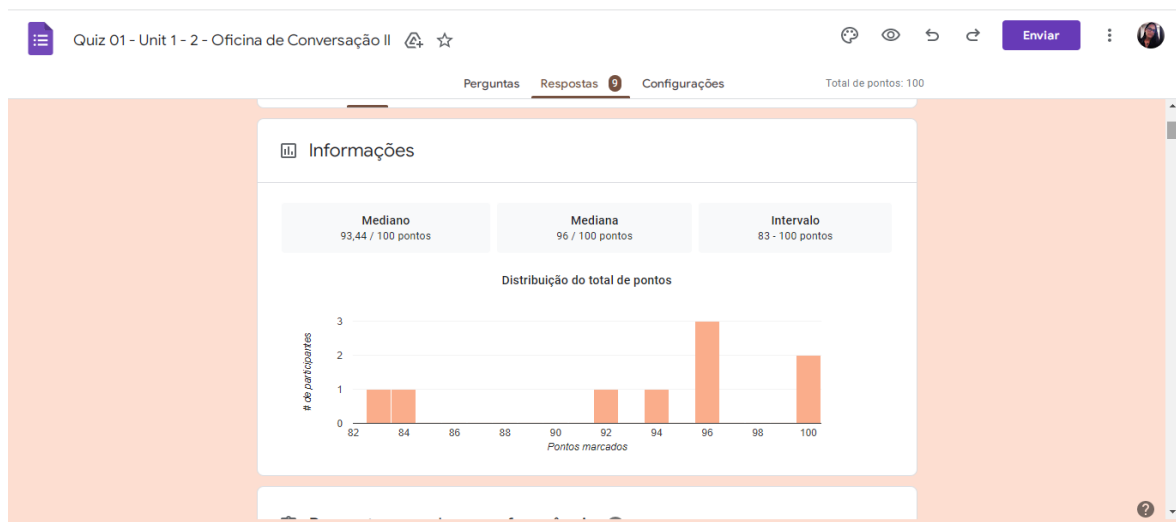 Quiz 01 - Unit 1 - 2 - Oficina de Conversação II
Enviar
Perguntas Respostas 9 Configurações Total de pontos: 100
Informações
Mediano Mediana Intervalo
93,44 / 100 pontos 96 / 100 pontos 83 - 100 pontos
Distribuição do total de pontos
# de participantes
3
2
1
0
82 84 86 88 90 92 94 96 98 100
Pontos marcados